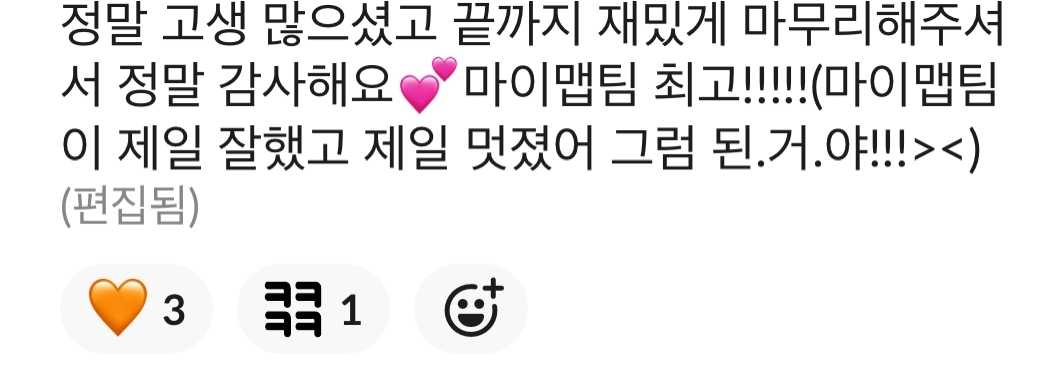 정말 고생 많으셨고 끝까지 재밌게 마무리해주셔
서 정말 감사해요💕마이맵팀 최고!!!!!(마이맵팀
이 제일 잘했고 제일 멋졌어 그럼 된.거.야!!!><)
(편집됨)
🧡 3 ㅋㅋㅋㅋ 1